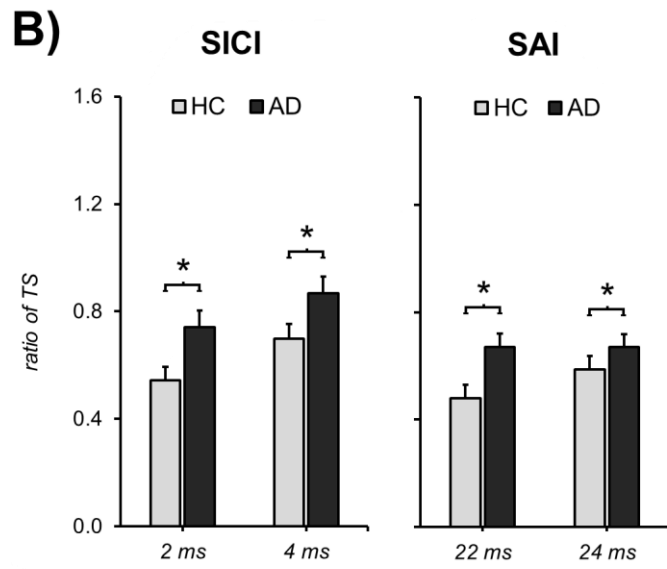 B)
SICI
SAI
1.6
1.2
0.8
0.4
0.0
ratio of TS
HC AD
HC AD
*
*
*
*
2 ms
4 ms
22 ms
24 ms